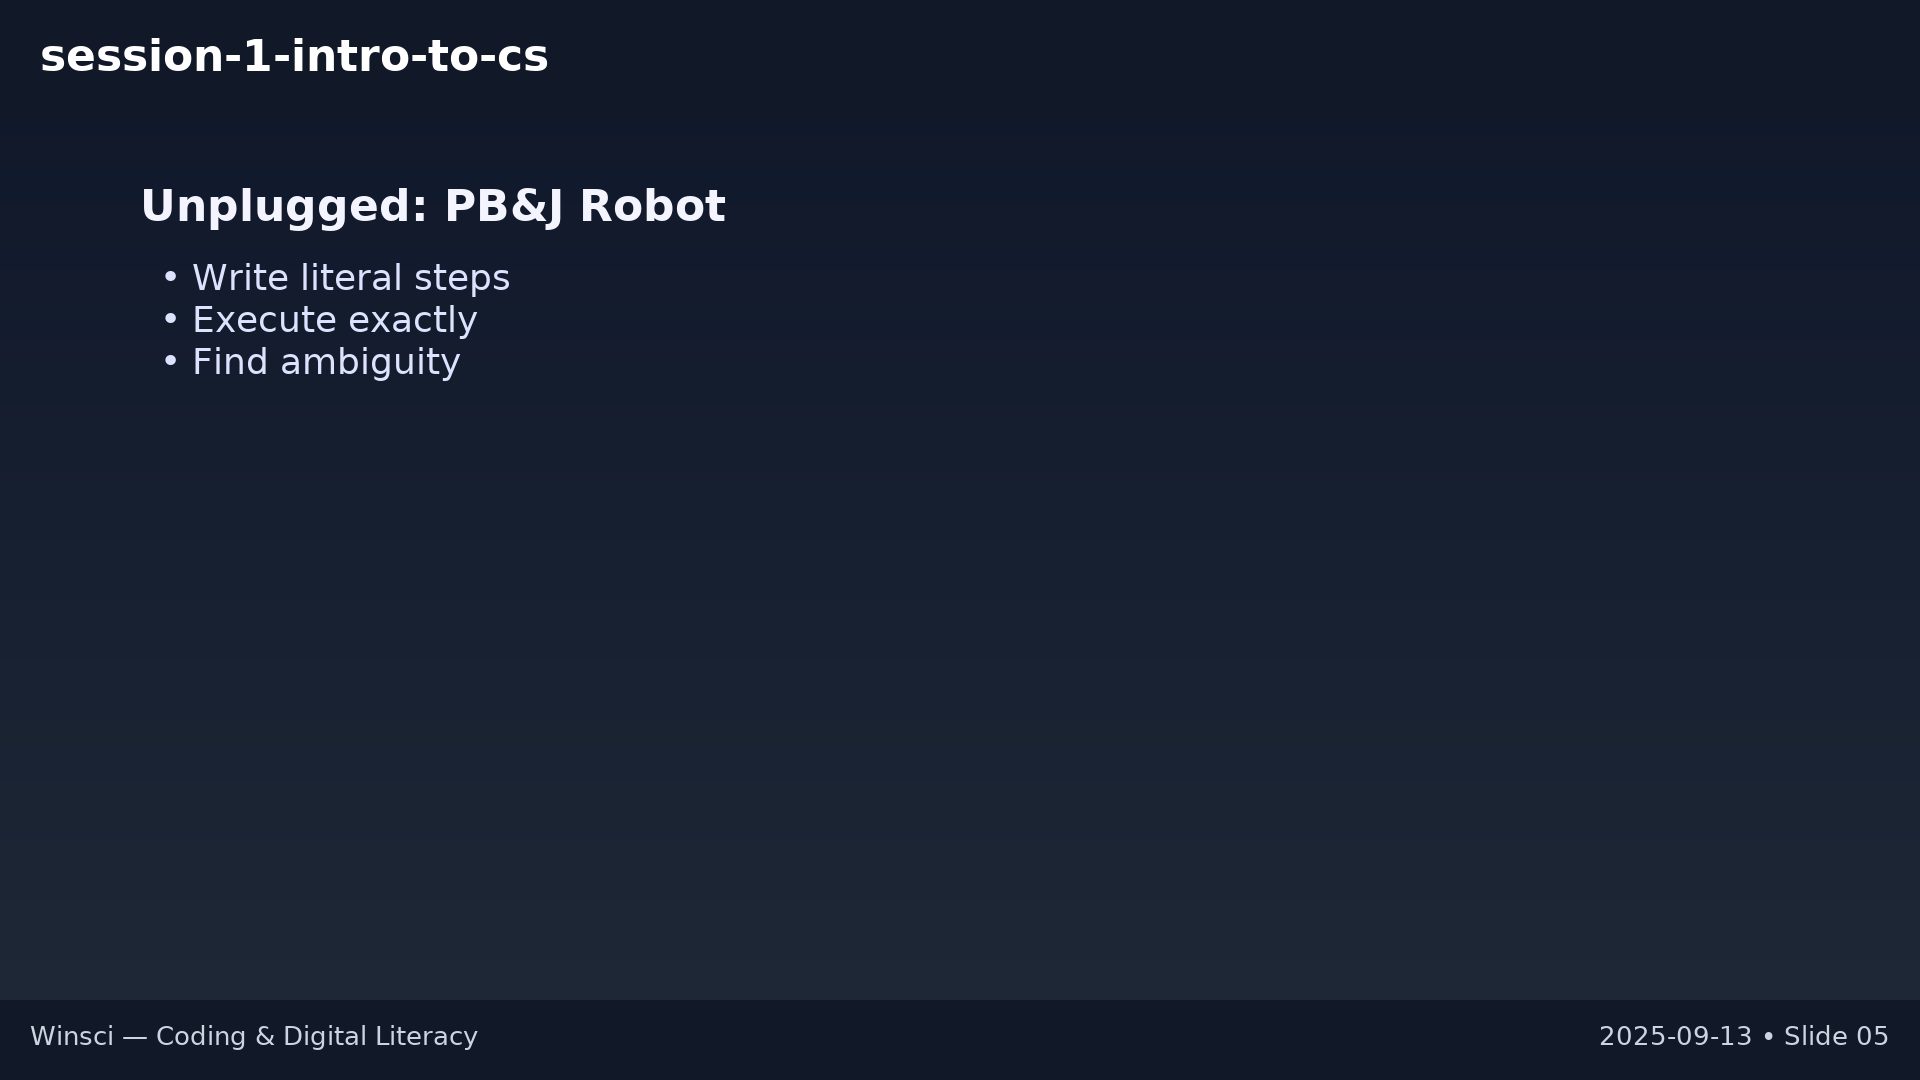 session-1-intro-to-cs
Unplugged: PB&J Robot
• Write literal steps
• Execute exactly
• Find ambiguity
Winsci — Coding & Digital Literacy
2025-09-13 • Slide 05